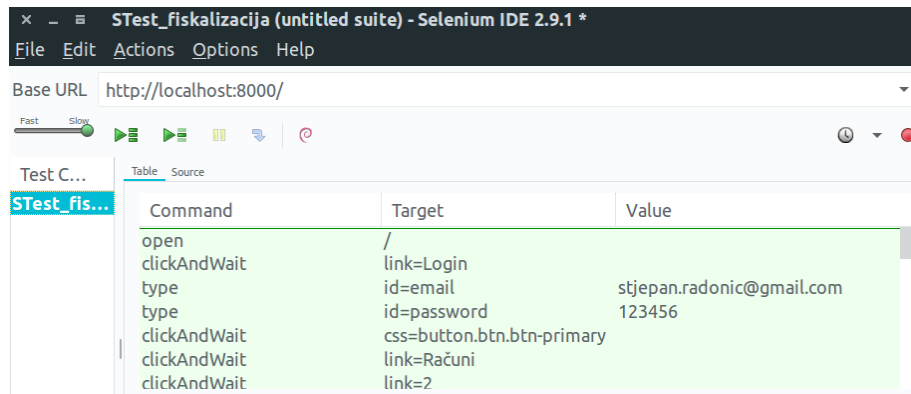 STest_fiskalizacija (untitled suite) - Selenium IDE 2.9.1 *
File Edit Actions Options Help
Base URL http://localhost:8000/
Fast Slow
Test C... Table Source
STest_fis...
Command Target Value
open /
clickAndWait link=Login
type id=email stjepan.radonic@gmail.com
type id=password 123456
clickAndWait css=button.btn.btn-primary
clickAndWait link=Računi
clickAndWait link=2